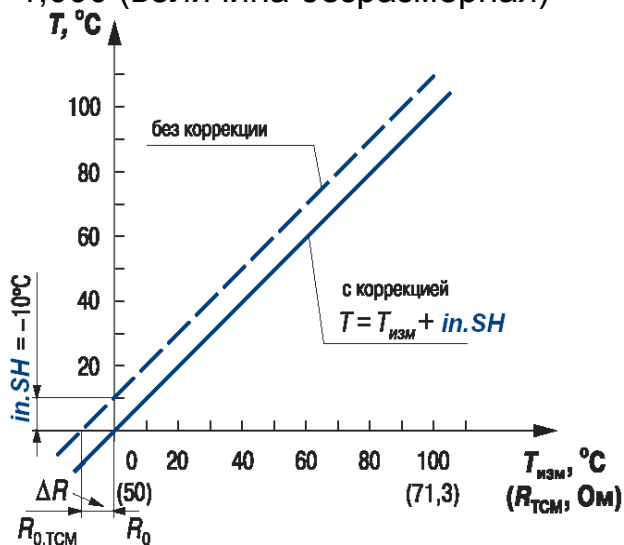 T, °C
100
без коррекции
80
60
40
с коррекцией
T = Tизм + in.SH
in.SH = –10°C
20
0 20 40 60 80 100 Tизм, °C
ΔR (50) (71,3) (RТСМ, Ом)
R0.ТСМ R0